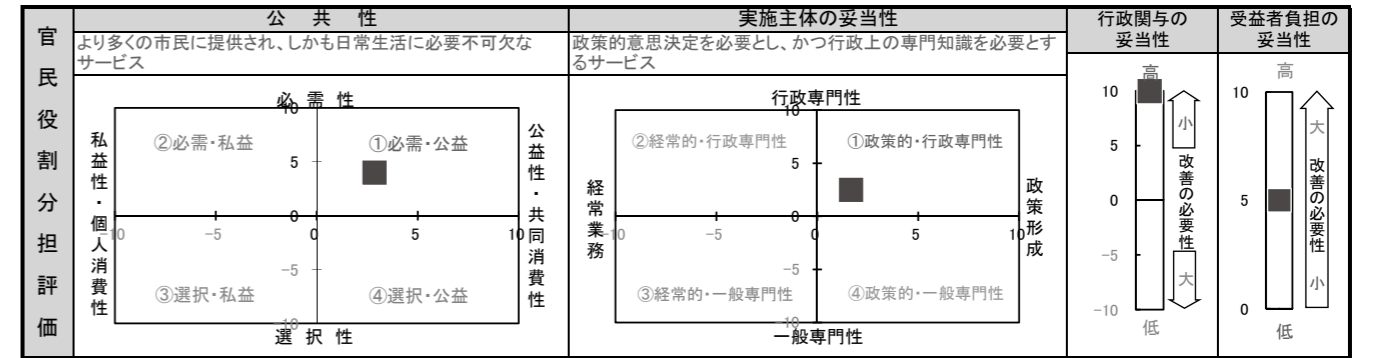 官民役割分担評価
公共性
より多くの市民に提供され、しかも日常生活に必要不可欠な
サービス
必需性
10
②必需・私益
①必需・公益
5
私益性・個人消費性
公益性・共同消費性
0
-10
-5
0
5
10
-5
③選択・私益
④選択・公益
-10
選択性
実施主体の妥当性
政策的意思決定を必要とし、かつ行政上の専門知識を必要とす
るサービス
行政専門性
10
②経常的・行政専門性
①政策的・行政専門性
5
経常業務
政策形成
0
-10
-5
0
5
10
-5
③経常的・一般専門性
④政策的・一般専門性
-10
一般専門性
行政関与の
妥当性
高
10
5
0
-5
-10
低
小
改善の必要性
大
受益者負担の
妥当性
高
10
5
0
低
大
改善の必要性
小